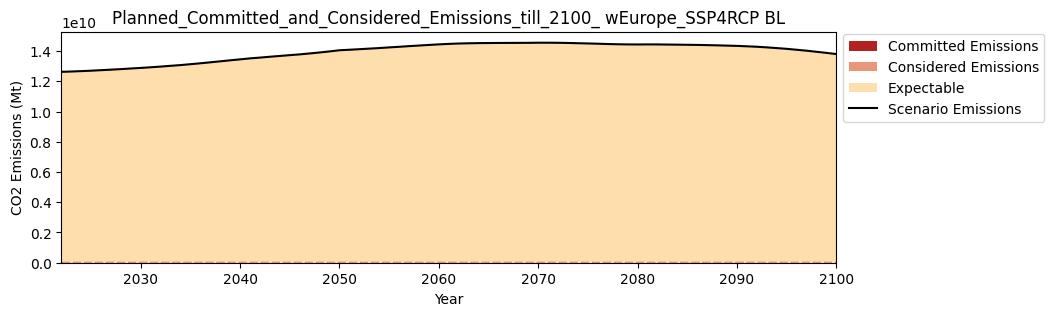 Planned_Committed_and_Considered_Emissions_till_2100_ wEurope_SSP4RCP BL
1e10
1.4
1.2
1.0
0.8
0.6
0.4
0.2
0.0
CO2 Emissions (Mt)
2030
2040
2050
2060
2070
2080
2090
2100
Year
Committed Emissions
Considered Emissions
Expectable
Scenario Emissions